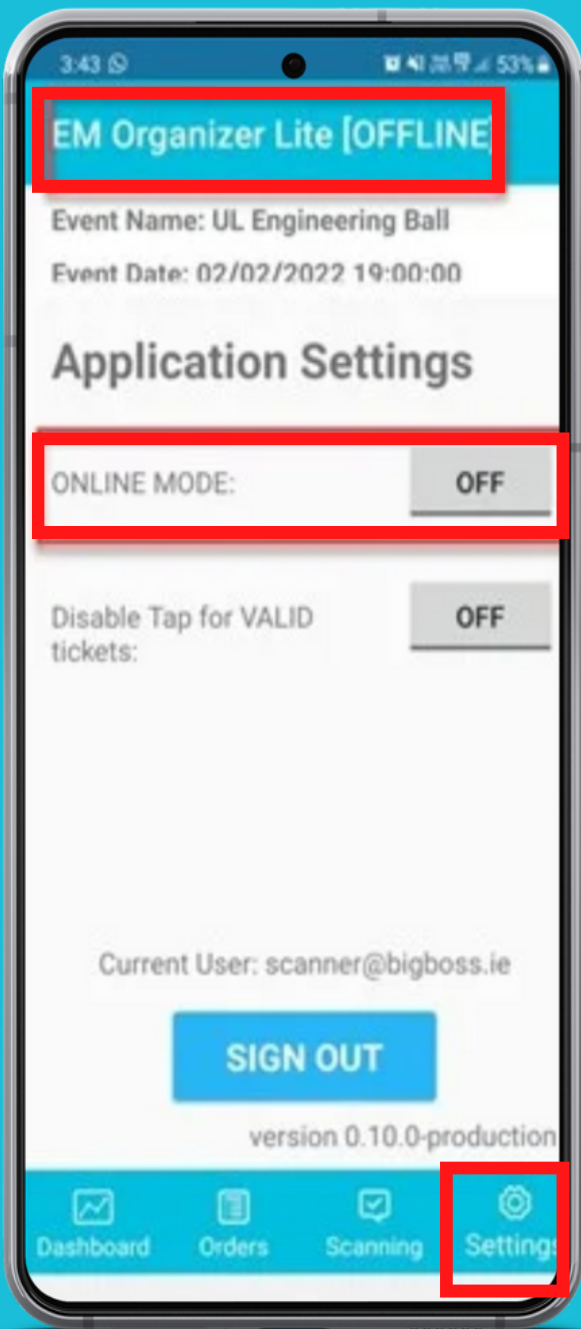 3:43 53%
EM Organizer Lite [OFFLINE]
Event Name: UL Engineering Ball
Event Date: 02/02/2022 19:00:00
Application Settings
ONLINE MODE: OFF
Disable Tap for VALID OFF
tickets:
Current User: scanner@bigboss.ie
SIGN OUT
version 0.10.0-production
Dashboard Orders Scanning Settings